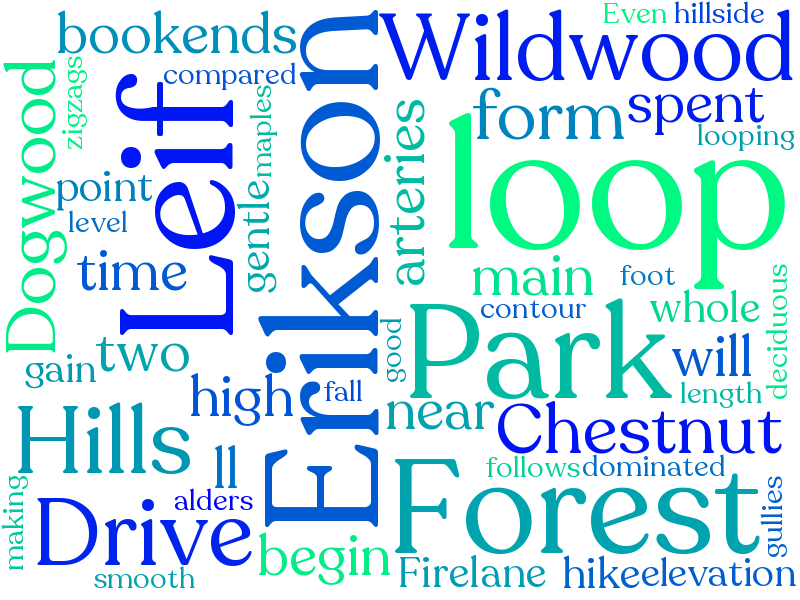 Even hillside
bookends
Wildwood
compared
zigzags
Leif
Erikson
maples
arteries
form
spent
looping
Dogwood
point
level
gentle
loop
time
main
foot
contour
whole
deciduous
two
gain
good
Park
will
high
fall
length
near
Hills
Chestnut
ll
follows
dominated
Forest
making
alders
Drive
gullies
begin
smooth
Firelane
hike
elevation